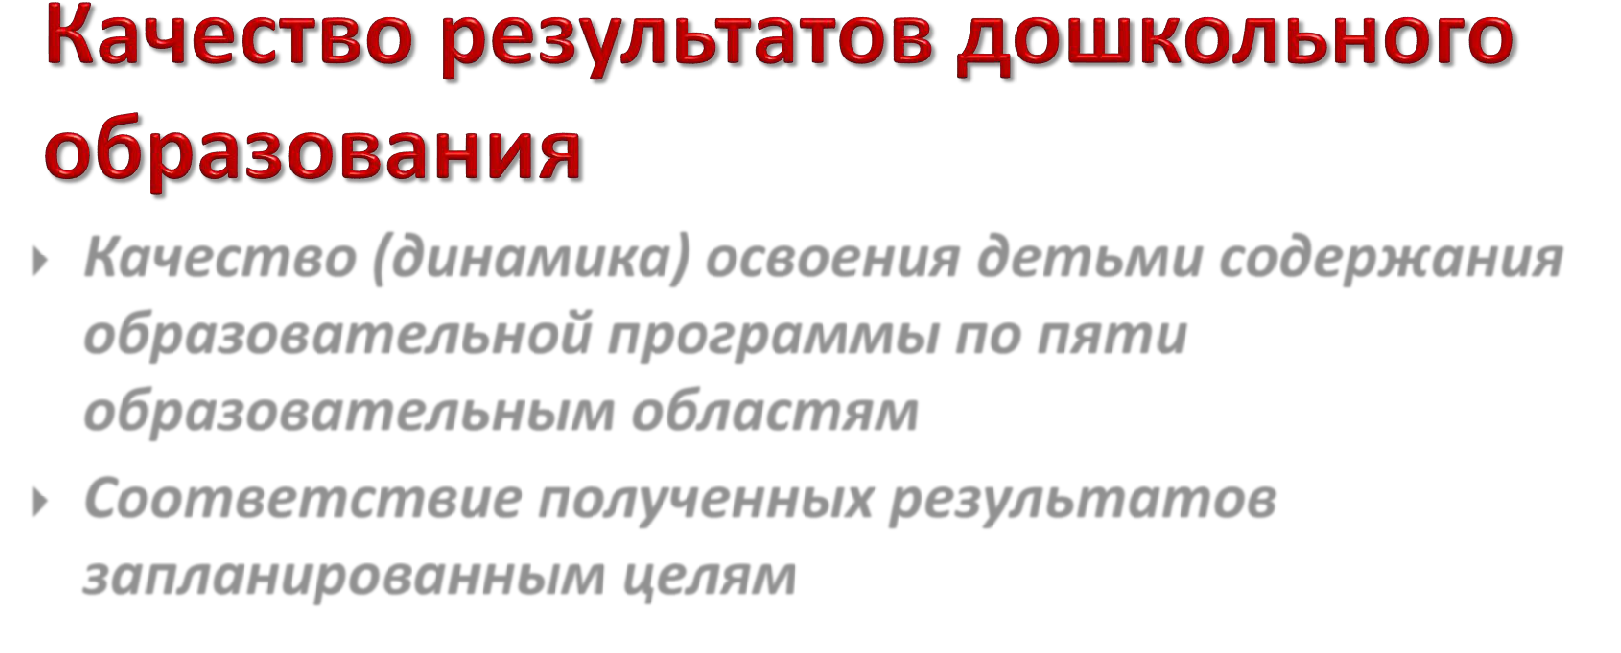 Качество результатов дошкольного
образования
Качество (динамика) освоения детьми содержания
образовательной программы по пяти
образовательным областям
Соответствие полученных результатов
запланированным целям